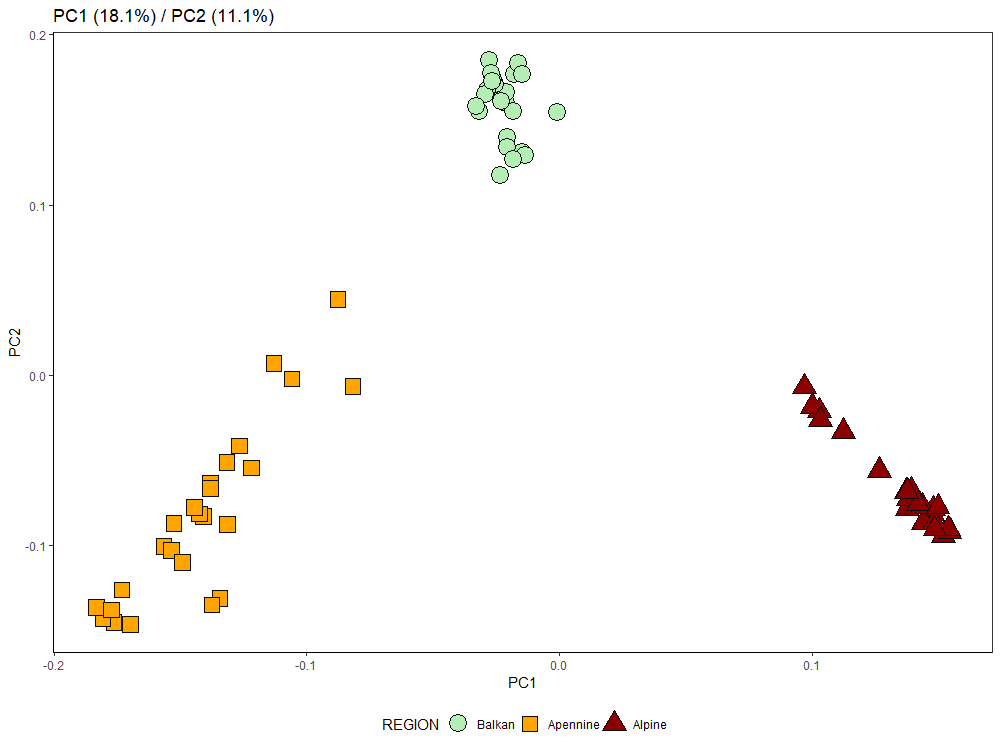 PC1 (18.1%) / PC2 (11.1%)
0.2
0.1
PC2
0.0
-0.1
-0.2 -0.1 0.0 0.1
PC1
REGION Balkan Apennine Alpine